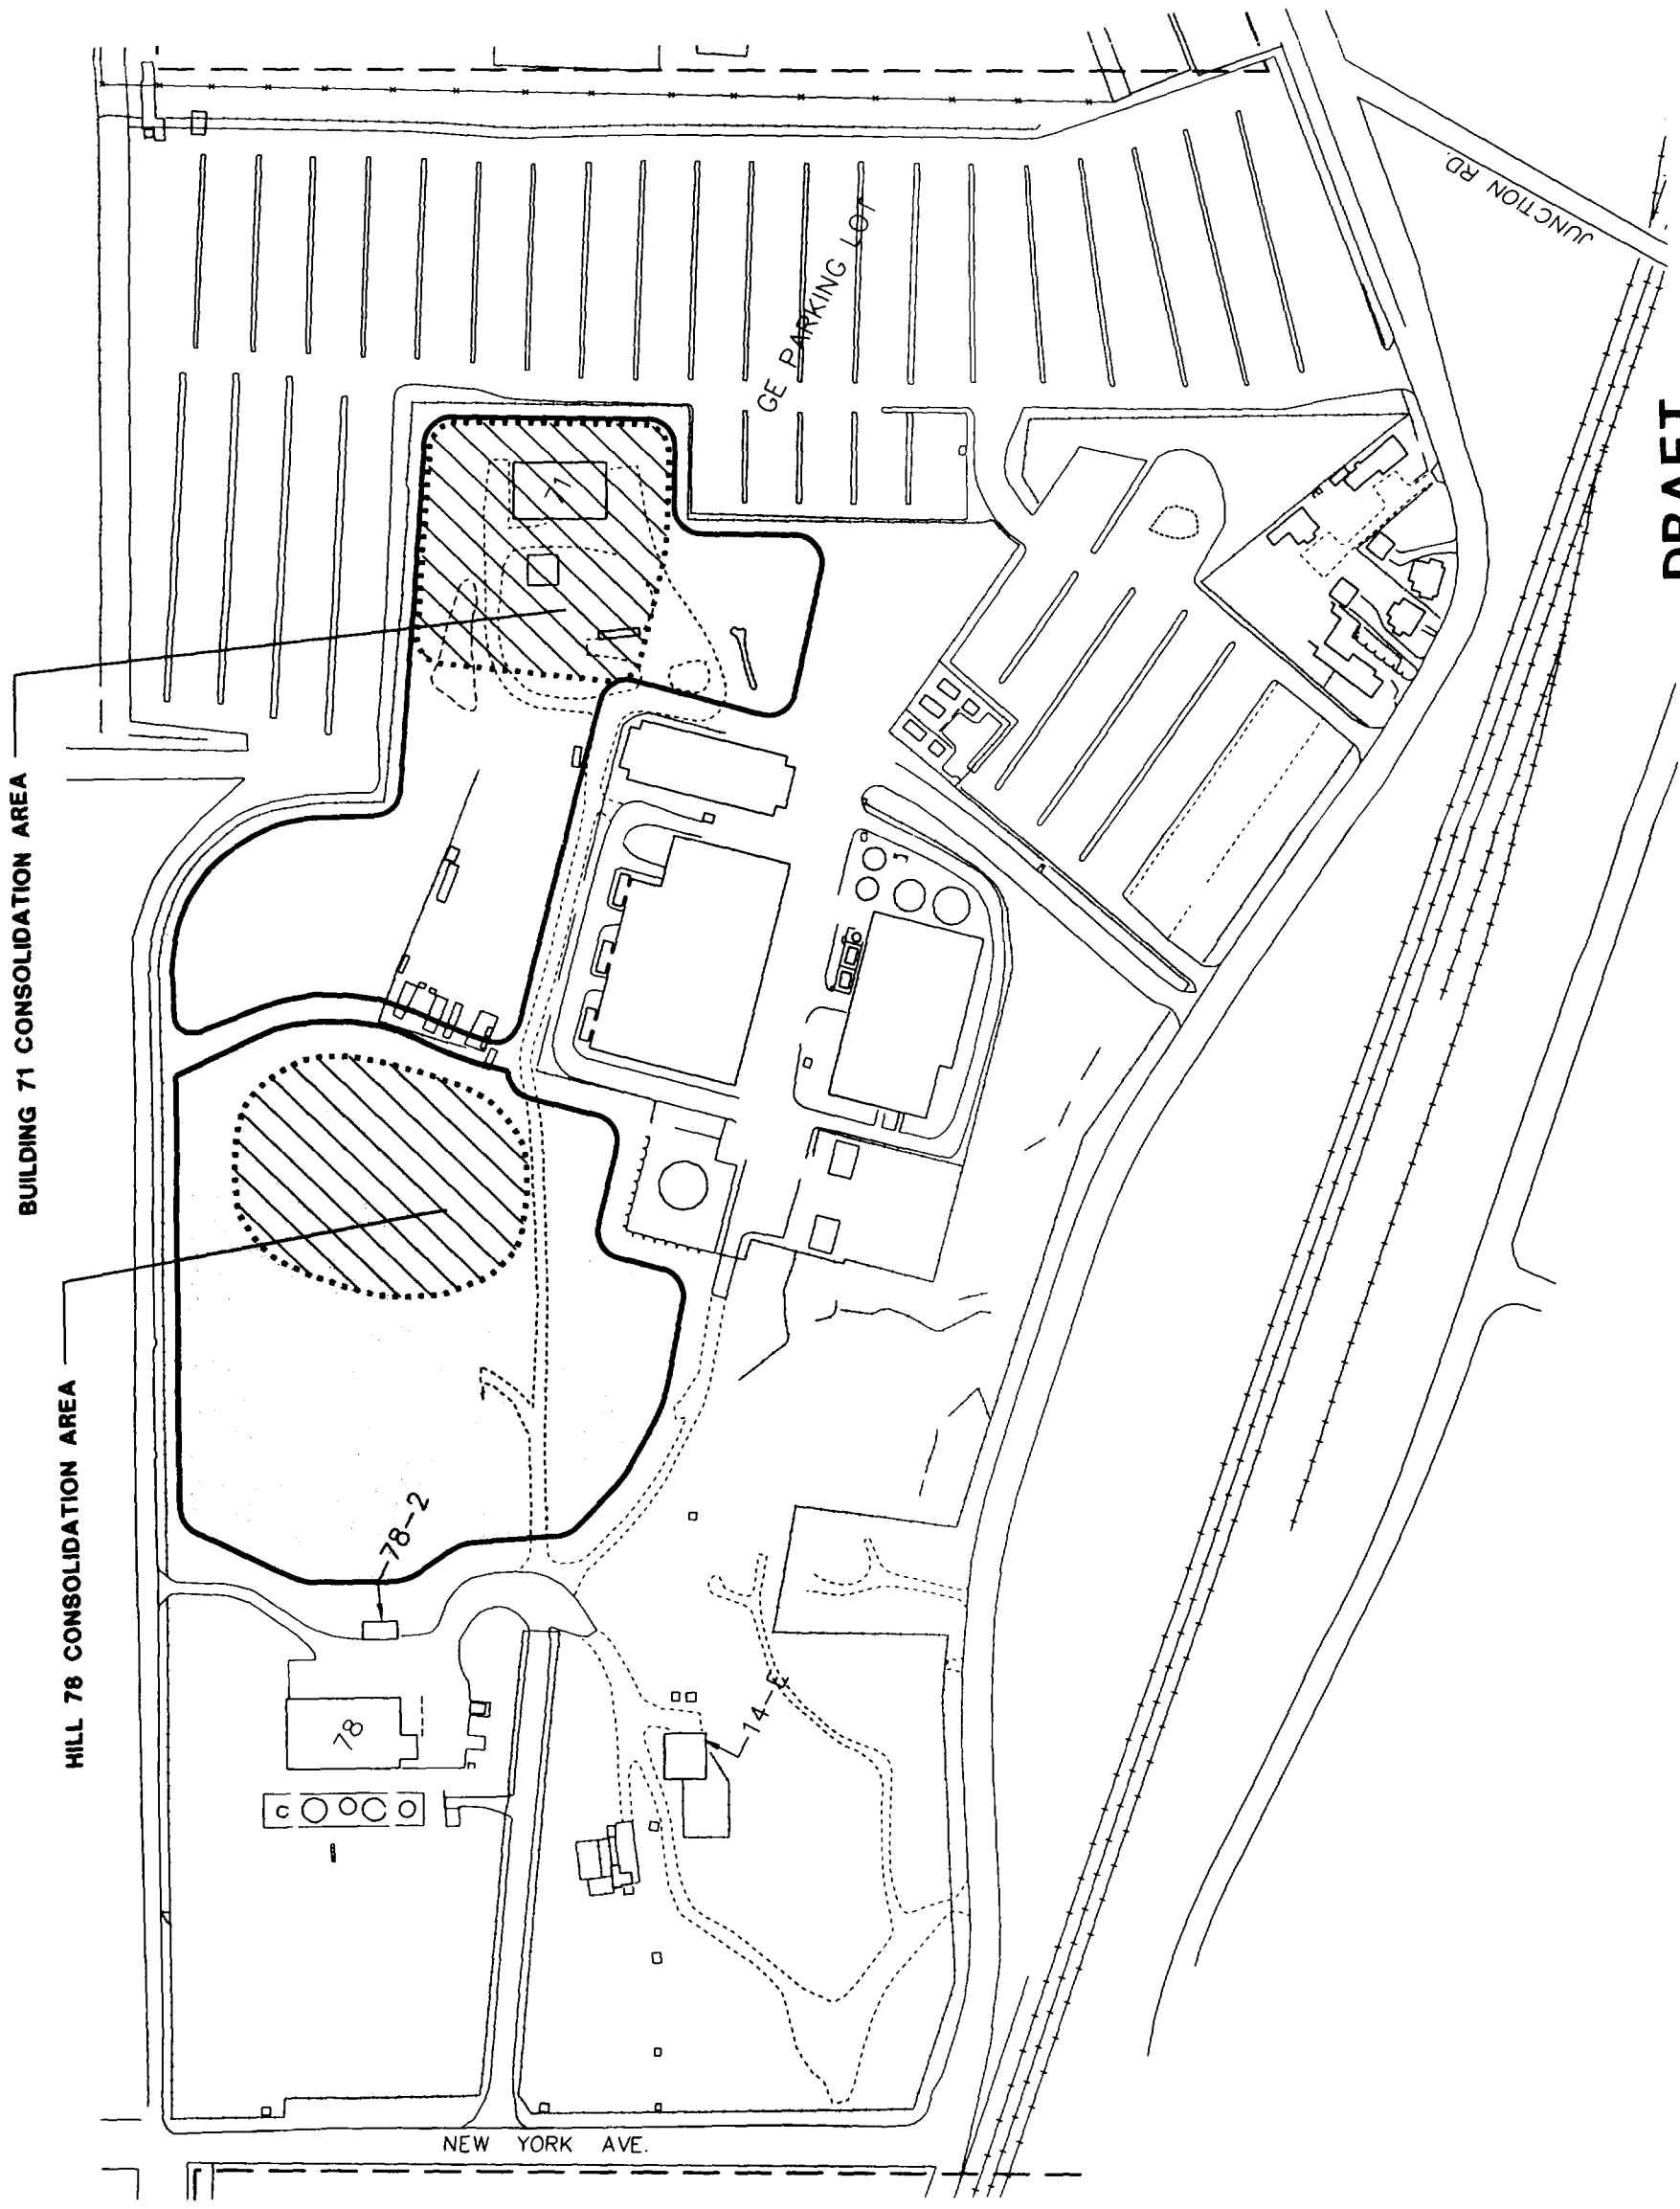 BUILDING 71 CONSOLIDATION AREA
HILL 78 CONSOLIDATION AREA
JUNCTION RD.
GE PARKING LOT
71
78-2
78
14-E
NEW YORK AVE.
DRAFT